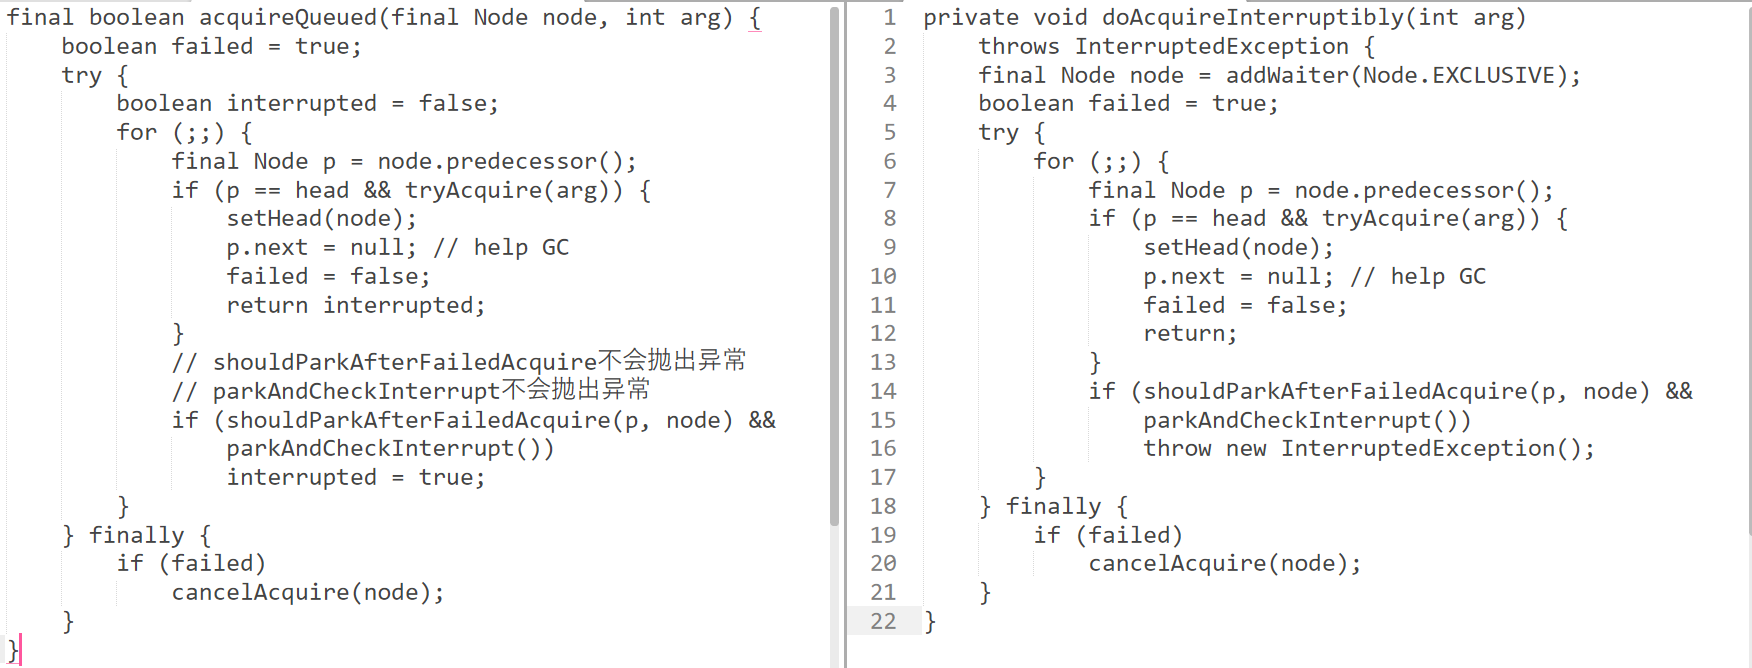 final boolean acquireQueued(final Node node, int arg) {
    boolean failed = true;
    try {
        boolean interrupted = false;
        for (;;) {
            final Node p = node.predecessor();
            if (p == head && tryAcquire(arg)) {
                setHead(node);
                p.next = null; // help GC
                failed = false;
                return interrupted;
            }
            // shouldParkAfterFailedAcquire不会抛出异常
            // parkAndCheckInterrupt不会抛出异常
            if (shouldParkAfterFailedAcquire(p, node) &&
                parkAndCheckInterrupt())
                interrupted = true;
        }
    } finally {
        if (failed)
            cancelAcquire(node);
    }
}
1 private void doAcquireInterruptibly(int arg)
2     throws InterruptedException {
3     final Node node = addWaiter(Node.EXCLUSIVE);
4     boolean failed = true;
5     try {
6         for (;;) {
7             final Node p = node.predecessor();
8             if (p == head && tryAcquire(arg)) {
9                 setHead(node);
10                 p.next = null; // help GC
11                 failed = false;
12                 return;
13             }
14             if (shouldParkAfterFailedAcquire(p, node) &&
15                 parkAndCheckInterrupt())
16                 throw new InterruptedException();
17         }
18     } finally {
19         if (failed)
20             cancelAcquire(node);
21     }
22 }